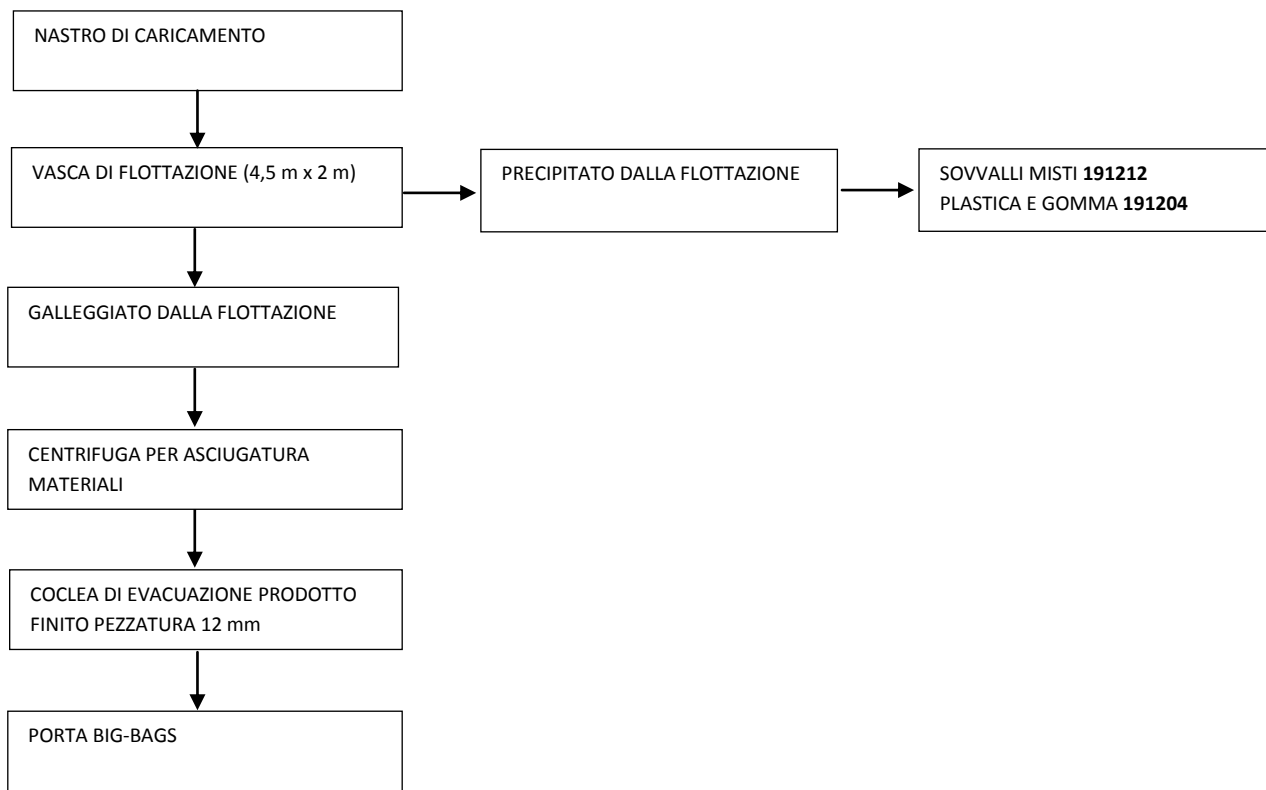 NASTRO DI CARICAMENTO
VASCA DI FLOTTAZIONE (4,5 m x 2 m)
PRECIPITATO DALLA FLOTTAZIONE
SOVVALLI MISTI 191212
PLASTICA E GOMMA 191204
GALLEGGIATO DALLA FLOTTAZIONE
CENTRIFUGA PER ASCIUGATURA
MATERIALI
COCLEA DI EVACUAZIONE PRODOTTO
FINITO PEZZATURA 12 mm
PORTA BIG-BAGS